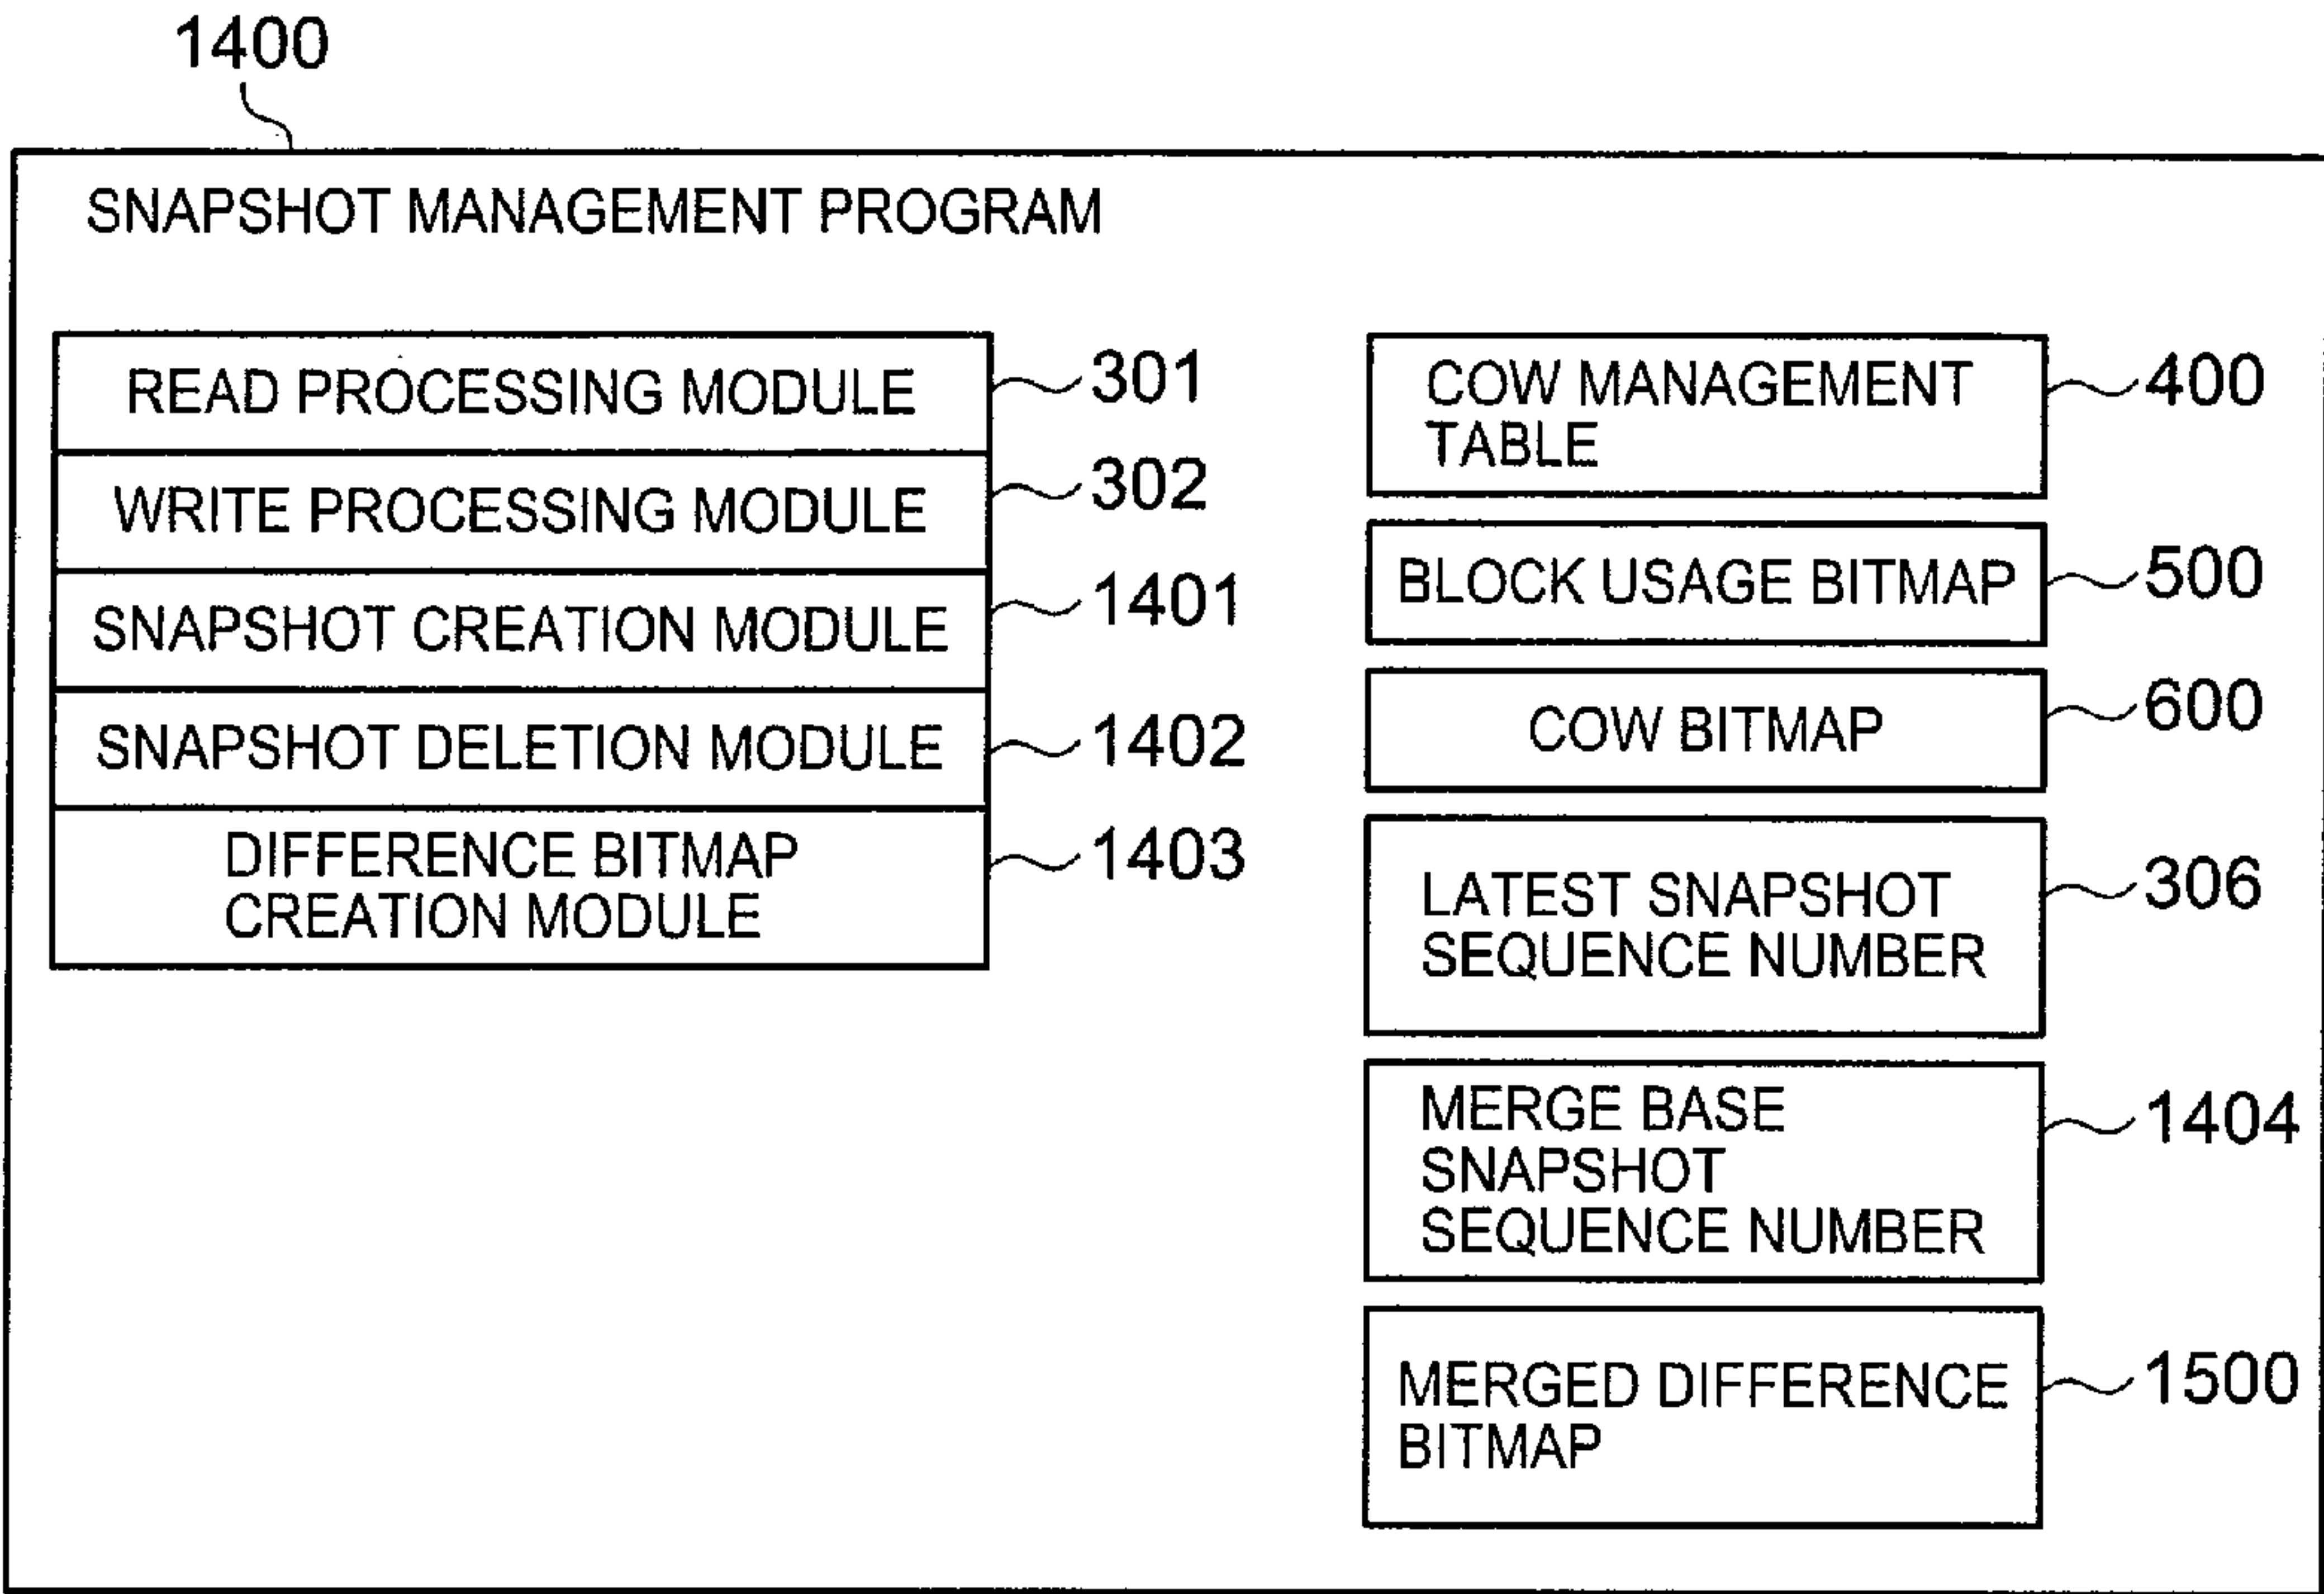 1400
SNAPSHOT MANAGEMENT PROGRAM
READ PROCESSING MODULE
301
WRITE PROCESSING MODULE
302
SNAPSHOT CREATION MODULE
1401
SNAPSHOT DELETION MODULE
1402
DIFFERENCE BITMAP
CREATION MODULE
1403
COW MANAGEMENT
TABLE
400
BLOCK USAGE BITMAP
500
COW BITMAP
600
LATEST SNAPSHOT
SEQUENCE NUMBER
306
MERGE BASE
SNAPSHOT
SEQUENCE NUMBER
1404
MERGED DIFFERENCE
BITMAP
1500